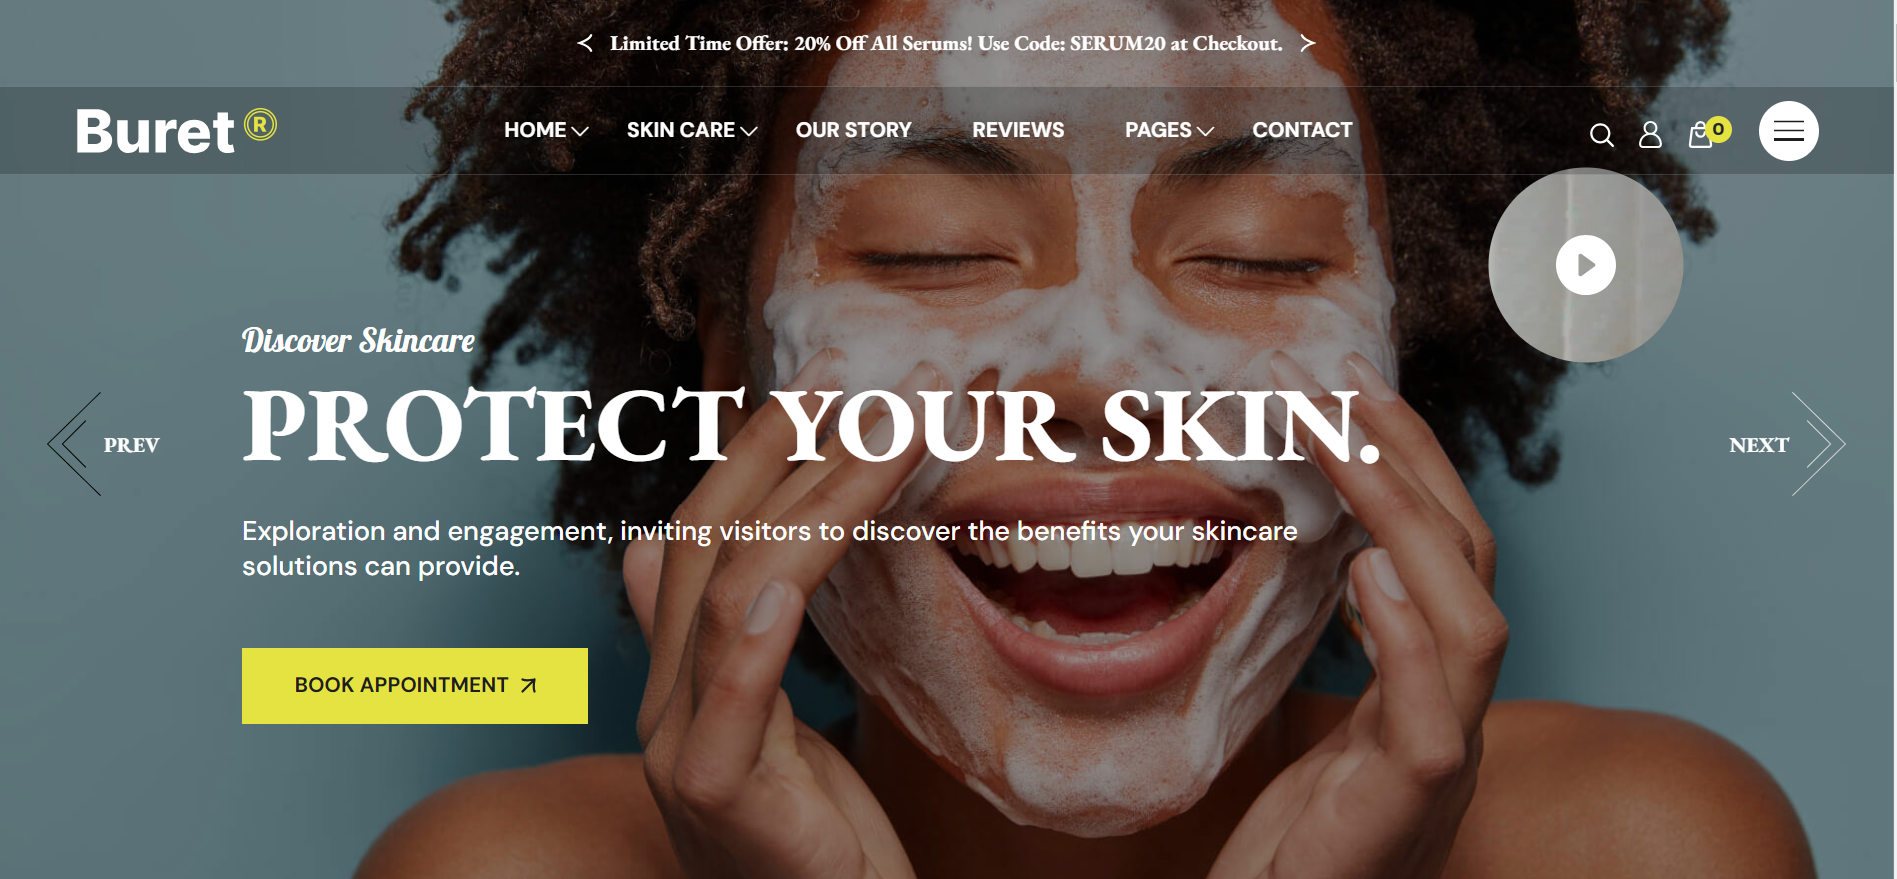 Limited Time Offer: 20% Off All Serums! Use Code: SERUM20 at Checkout.
Buret ®
HOME SKIN CARE OUR STORY REVIEWS PAGES CONTACT
0
Discover Skincare
PROTECT YOUR SKIN.
PREV
NEXT
Exploration and engagement, inviting visitors to discover the benefits your skincare
solutions can provide.
BOOK APPOINTMENT